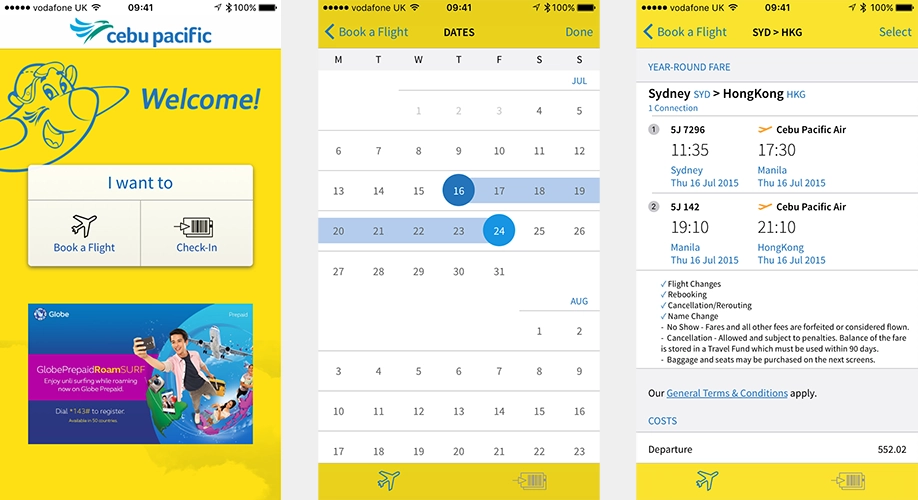 vodafone UK 09:41 100%
cebu pacific
Welcome!
I want to
Book a Flight Check-In
Globe Prepaid
GlobePrepaidRoamSURF
Enjoy unli surfing while roaming
now on Globe Prepaid.
Dial *143# to register.
Available in 50 countries.
vodafone UK 09:41 100%
Book a Flight DATES Done
M T W T F S S
JUL
1 2 3 4 5
6 7 8 9 10 11 12
13 14 15 16 17 18 19
20 21 22 23 24 25 26
27 28 29 30 31
AUG
1 2
3 4 5 6 7 8 9
10 11 12 13 14 15 16
17 18 19 20 21 22 23
vodafone UK 09:41 100%
Book a Flight SYD > HKG Select
YEAR-ROUND FARE
Sydney SYD > HongKong HKG
1 Connection
1 5J 7296 Cebu Pacific Air
11:35 17:30
Sydney Manila
Thu 16 Jul 2015 Thu 16 Jul 2015
2 5J 142 Cebu Pacific Air
19:10 21:10
Manila HongKong
Thu 16 Jul 2015 Thu 16 Jul 2015
✓ Flight Changes
✓ Rebooking
✓ Cancellation/Rerouting
✓ Name Change
- No Show - Fares and all other fees are forfeited or considered flown.
- Cancellation - Allowed and subject to penalties. Balance of the fare
is stored in a Travel Fund which must be used within 90 days.
- Baggage and seats may be purchased on the next screens.
Our General Terms & Conditions apply.
COSTS
Departure 552.02